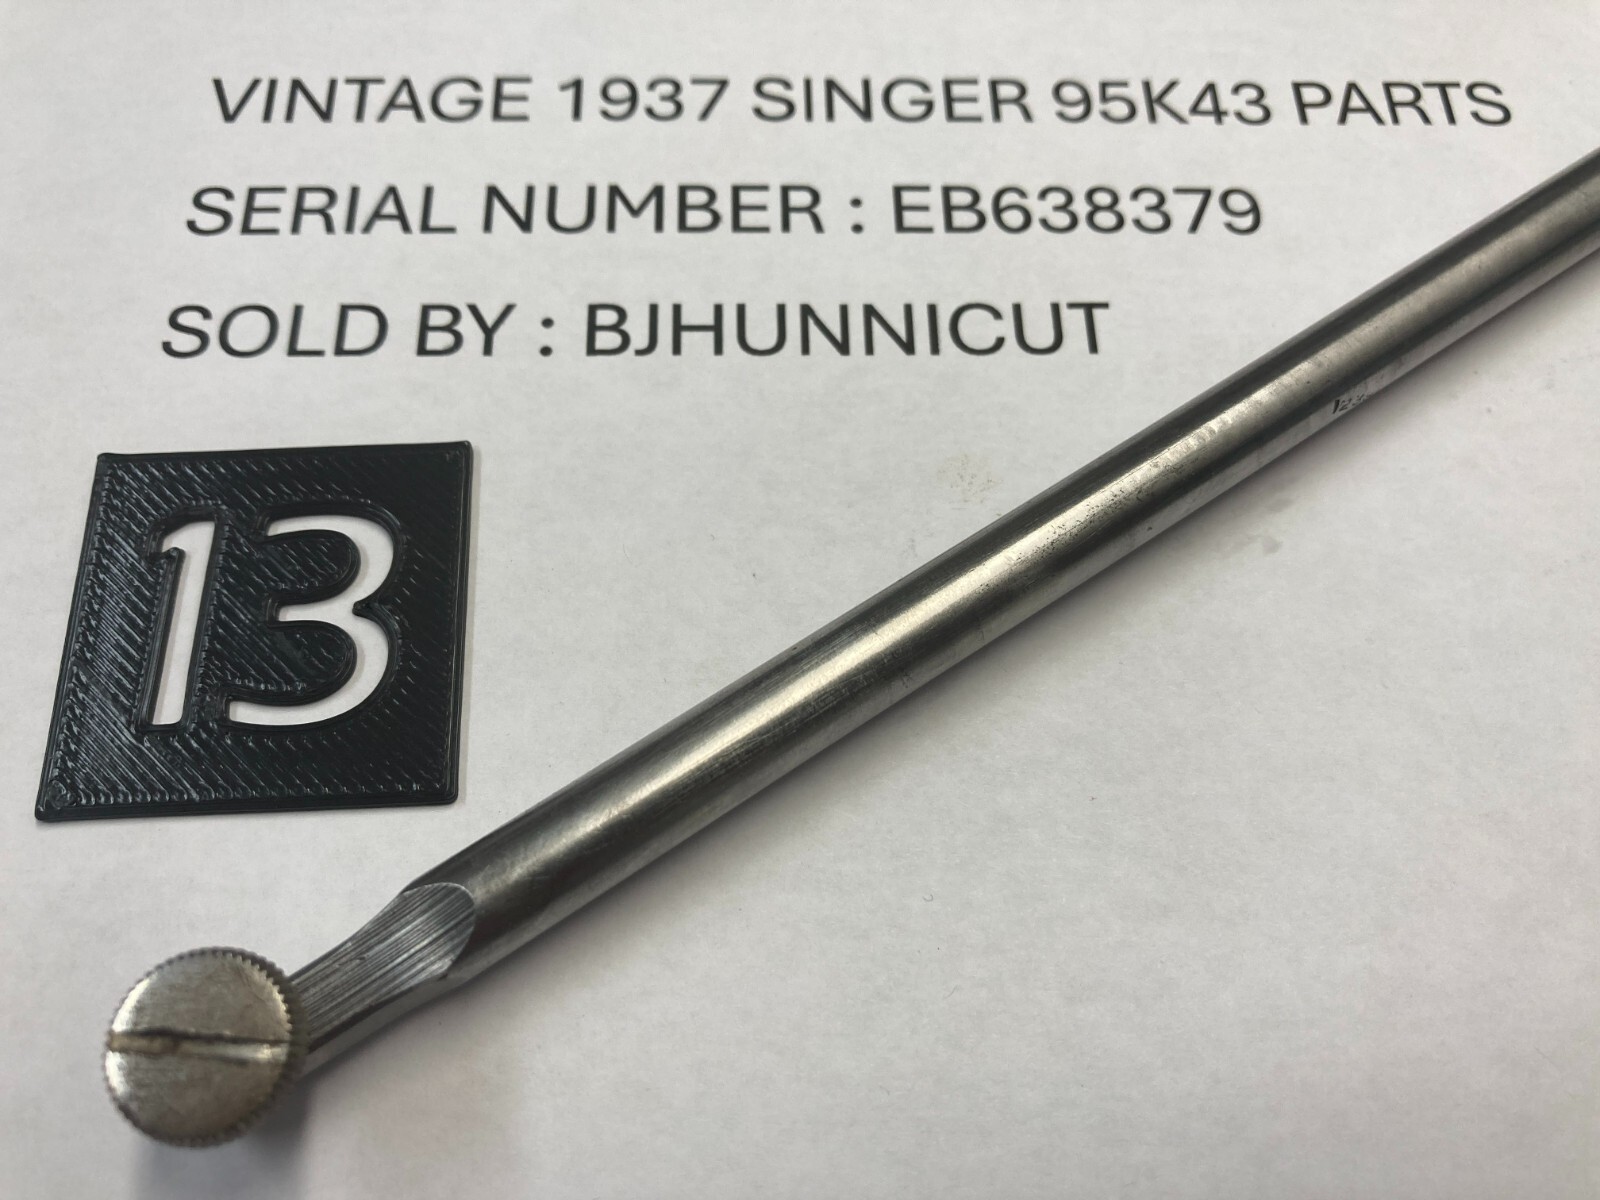 VINTAGE 1937 SINGER 95K43 PARTS
SERIAL NUMBER : EB638379
SOLD BY : BJHUNNICUT
13